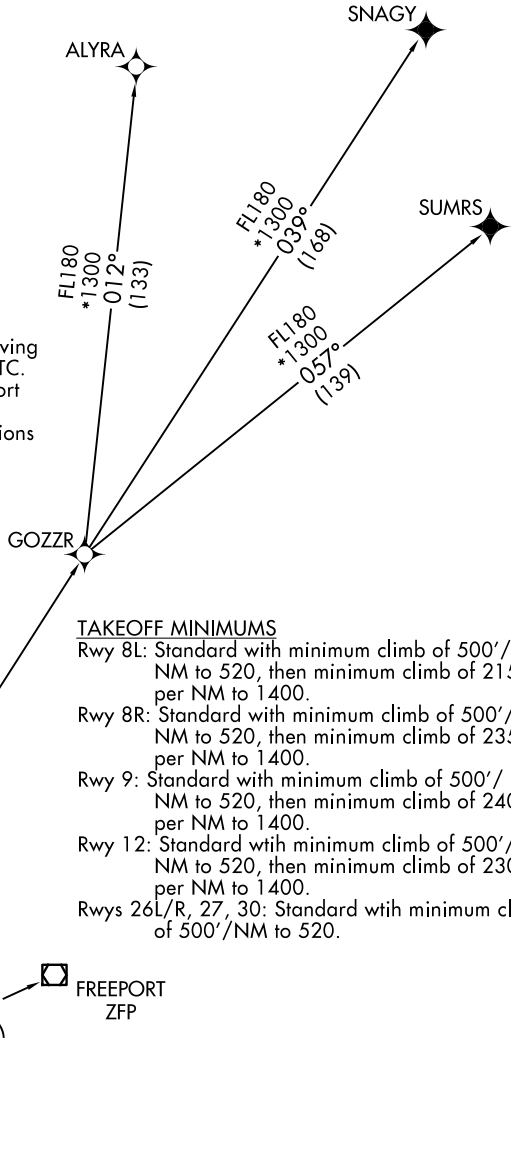 SNAGY
ALYRA
SUMRS
FL180
*1300
039°
(168)
FL180
*1300
012°
(133)
FL180
*1300
057°
(139)
ving
TC.
ort
ions
GOZZR
TAKEOFF MINIMUMS
Rwy 8L: Standard with minimum climb of 500'/
NM to 520, then minimum climb of 215
per NM to 1400.
Rwy 8R: Standard with minimum climb of 500'/
NM to 520, then minimum climb of 235
per NM to 1400.
Rwy 9: Standard with minimum climb of 500'/
NM to 520, then minimum climb of 240
per NM to 1400.
Rwy 12: Standard wtih minimum climb of 500'/
NM to 520, then minimum climb of 230
per NM to 1400.
Rwys 26L/R, 27, 30: Standard wtih minimum cl
of 500'/NM to 520.
FREEPORT
ZFP
)